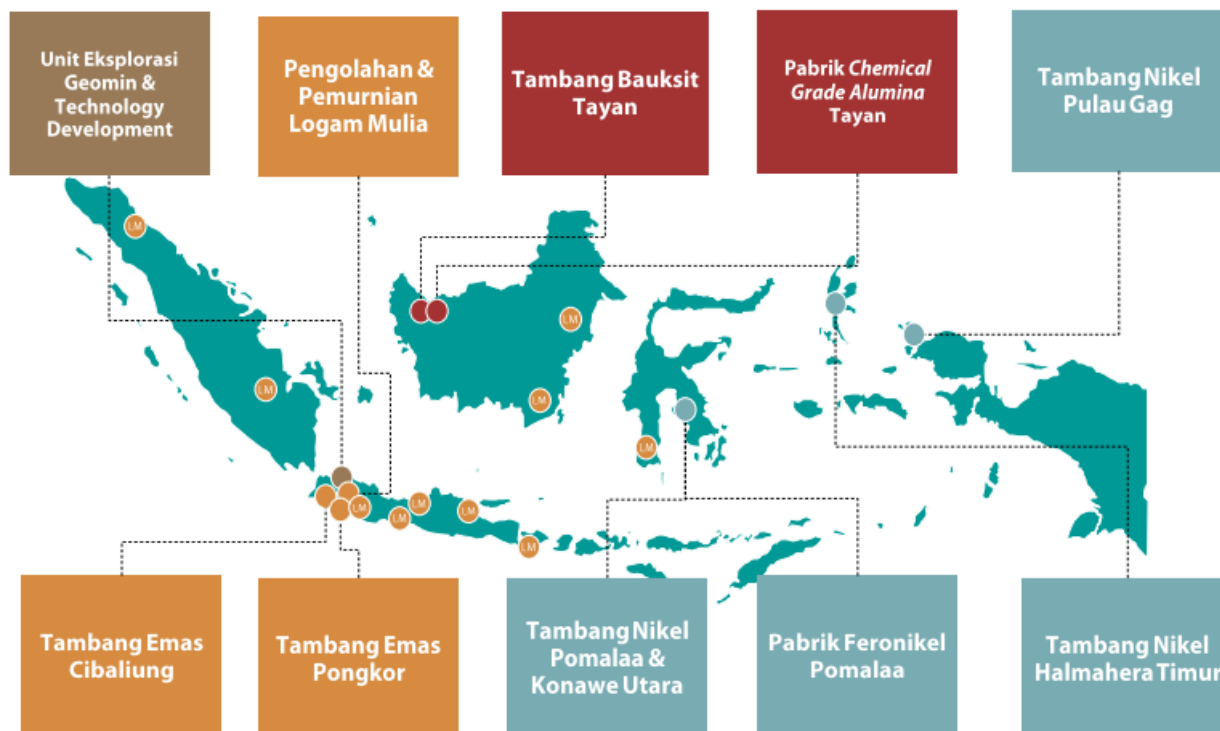 Unit Eksplorasi
Geomin &
Technology
Development
Pengolahan &
Pemurnian
Logam Mulia
Tambang Bauksit
Tayan
Pabrik Chemical
Grade Alumina
Tayan
Tambang Nikel
Pulau Gag
LM
LM
LM
LM
LM
LM
LM
LM
LM
LM
Tambang Emas
Cibaliung
Tambang Emas
Pongkor
Tambang Nikel
Pomalaa &
Konawe Utara
Pabrik Feronikel
Pomalaa
Tambang Nikel
Halmahera Timur